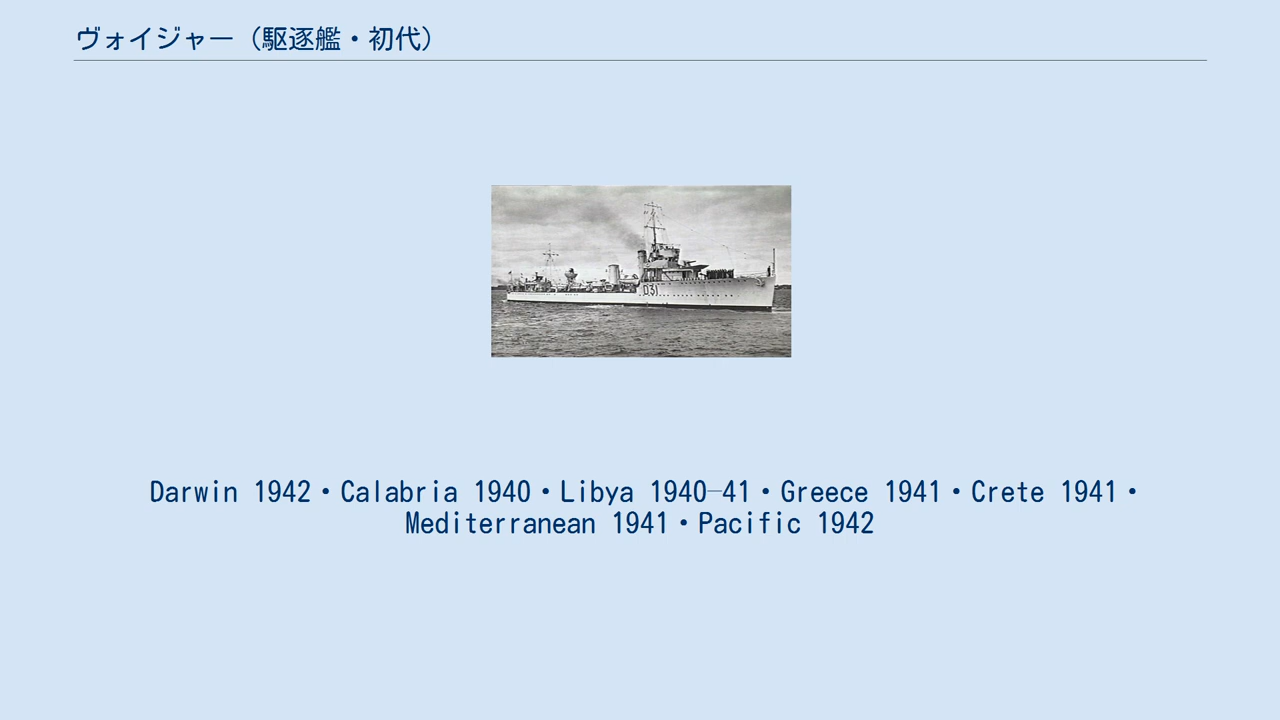 ヴォイジャー（駆逐艦・初代）
D31
Darwin 1942・Calabria 1940・Libya 1940–41・Greece 1941・Crete 1941・
Mediterranean 1941・Pacific 1942